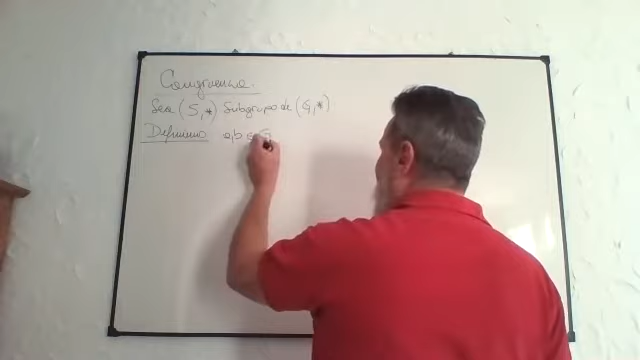 Congruencia.
Sea (S,*) Subgrupo de (G,*)
Definimos a,b ∈ G